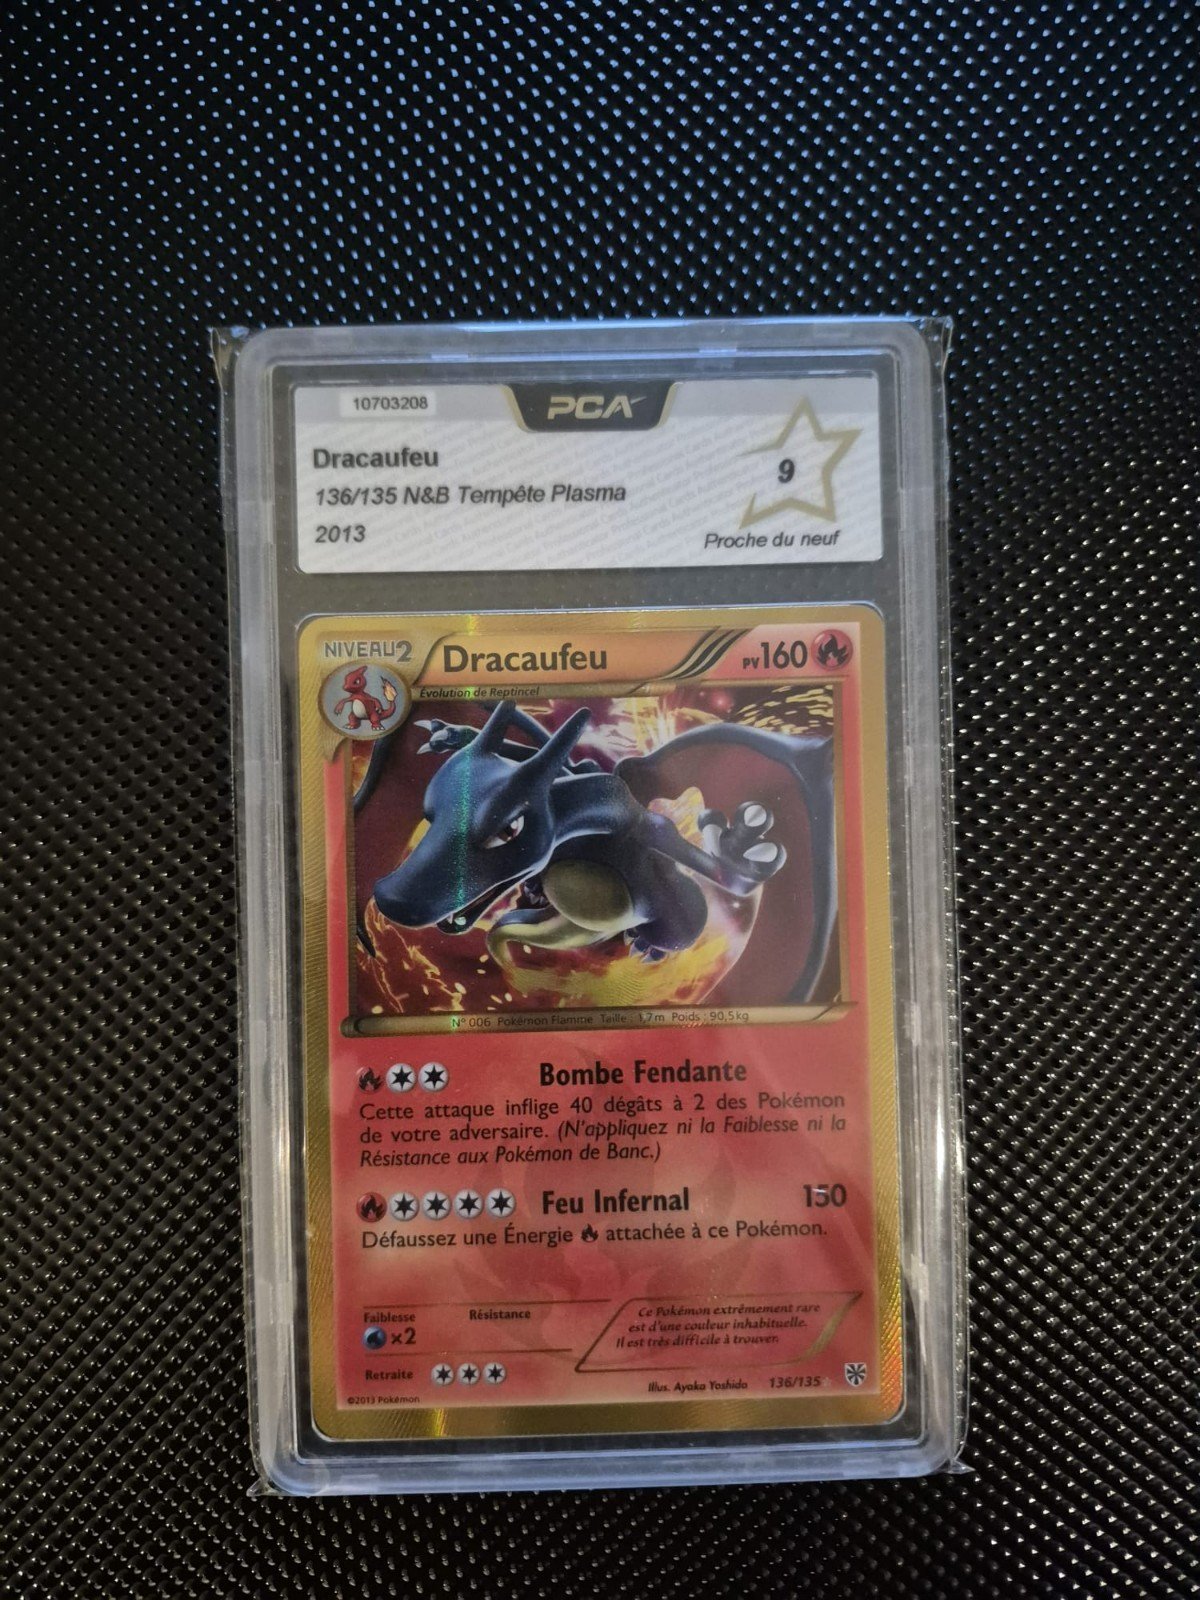 10703208
PCA
Dracaufeu
136/135 N&B Tempête Plasma
2013
9
Proche du neuf
NIVEAU2
Dracaufeu
PV160
Évolution de Reptincel
N° 006 Pokémon Flamme Taille : 1,7m Poids : 90,5kg
Bombe Fendante
Cette attaque inflige 40 dégâts à 2 des Pokémon
de votre adversaire. (N'appliquez ni la Faiblesse ni la
Résistance aux Pokémon de Banc.)
Feu Infernal 150
Défaussez une Énergie attachée à ce Pokémon.
Faiblesse
×2
Résistance
Retraite
Ce Pokémon extrêmement rare
est d'une couleur inhabituelle.
Il est très difficile à trouver.
Illus. Ayaka Yoshida 136/135
©2013 Pokémon